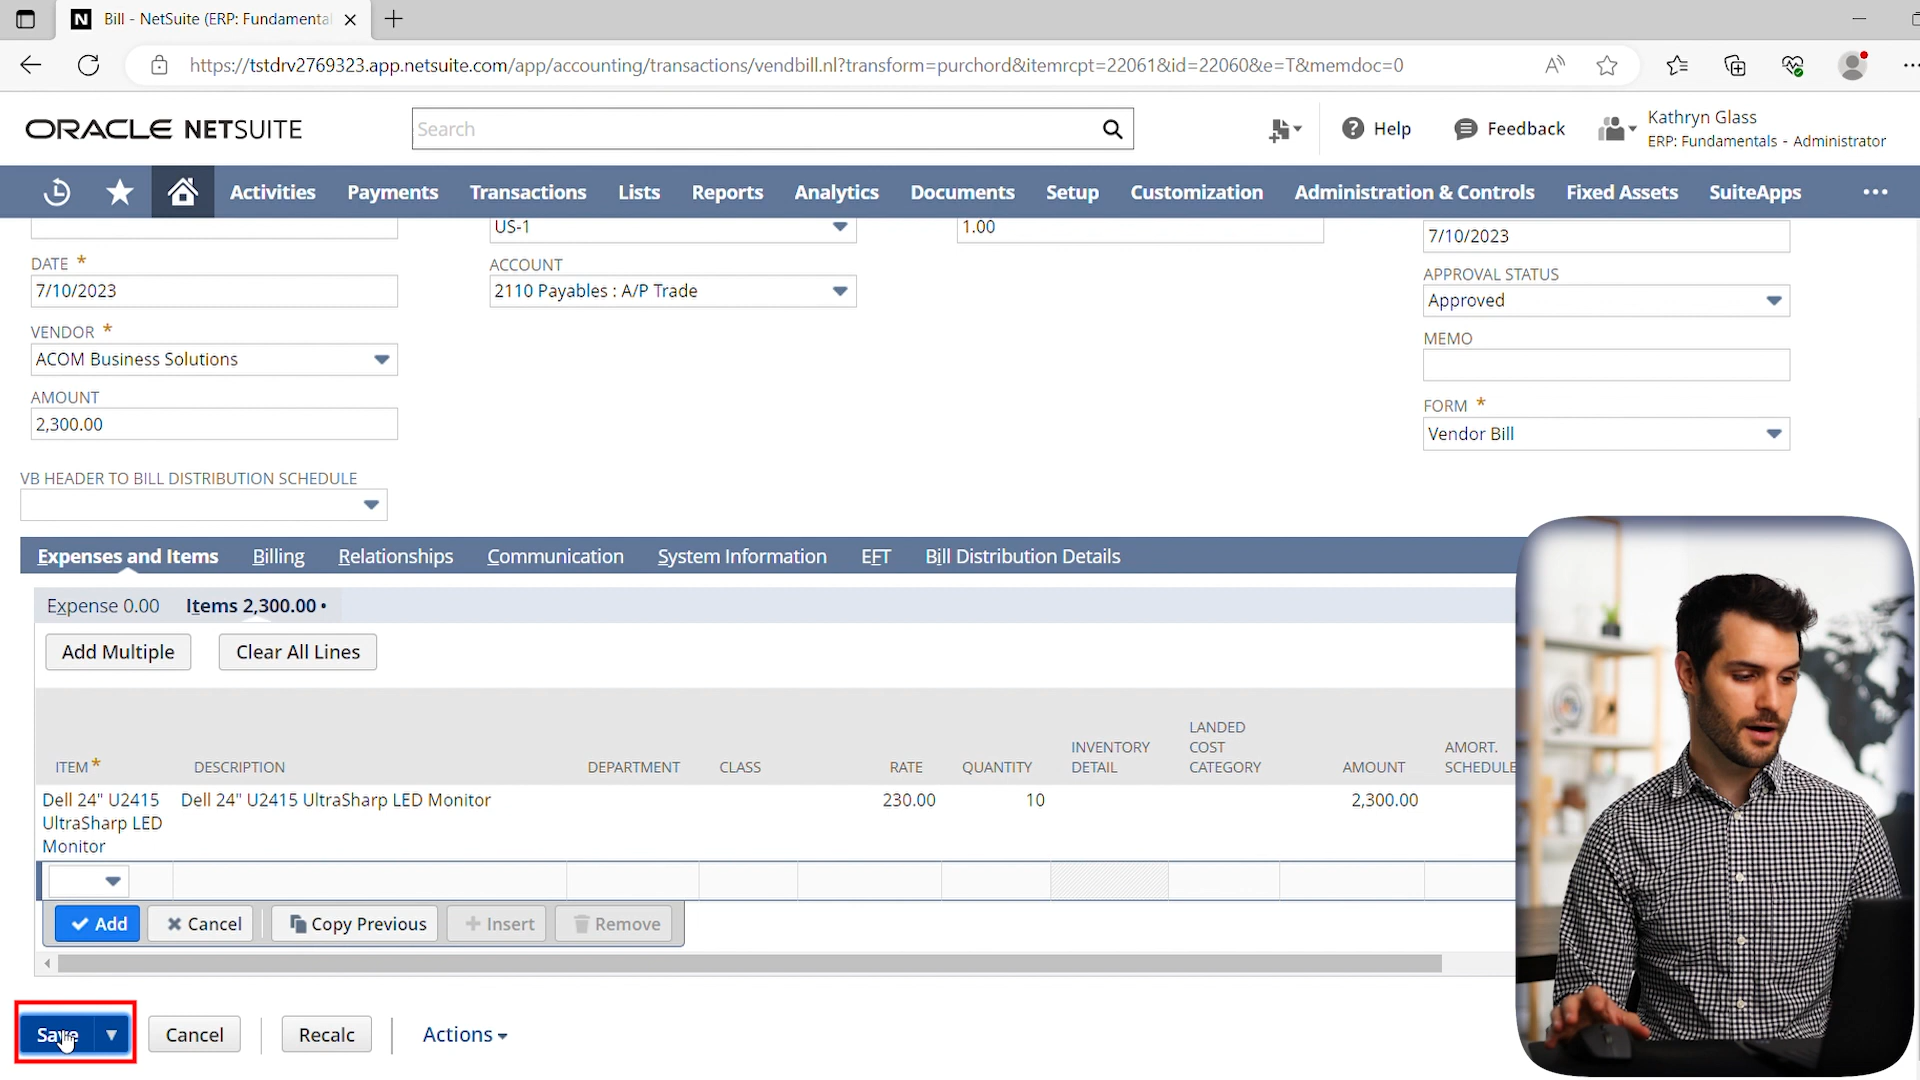 N Bill - NetSuite (ERP: Fundamenta
https://tstdrv2769323.app.netsuite.com/app/accounting/transactions/vendbill.nl?transform=purchord&itemrcpt=22061&id=22060&e=T&memdoc=0
ORACLE NETSUITE
Search
Help
Feedback
Kathryn Glass
ERP: Fundamentals - Administrator
Activities Payments Transactions Lists Reports Analytics Documents Setup Customization Administration & Controls Fixed Assets SuiteApps
US-1
1.00
7/10/2023
DATE *
7/10/2023
ACCOUNT
2110 Payables : A/P Trade
APPROVAL STATUS
Approved
VENDOR *
ACOM Business Solutions
MEMO
AMOUNT
2,300.00
FORM *
Vendor Bill
VB HEADER TO BILL DISTRIBUTION SCHEDULE
Expenses and Items Billing Relationships Communication System Information EFT Bill Distribution Details
Expense 0.00 Items 2,300.00 •
Add Multiple Clear All Lines
ITEM * DESCRIPTION DEPARTMENT CLASS RATE QUANTITY
INVENTORY
DETAIL
LANDED
COST
CATEGORY
AMOUNT
AMORT.
SCHEDULE
Dell 24" U2415
UltraSharp LED
Monitor
Dell 24" U2415 UltraSharp LED Monitor 230.00 10 2,300.00
Add Cancel Copy Previous Insert Remove
Save Cancel Recalc Actions